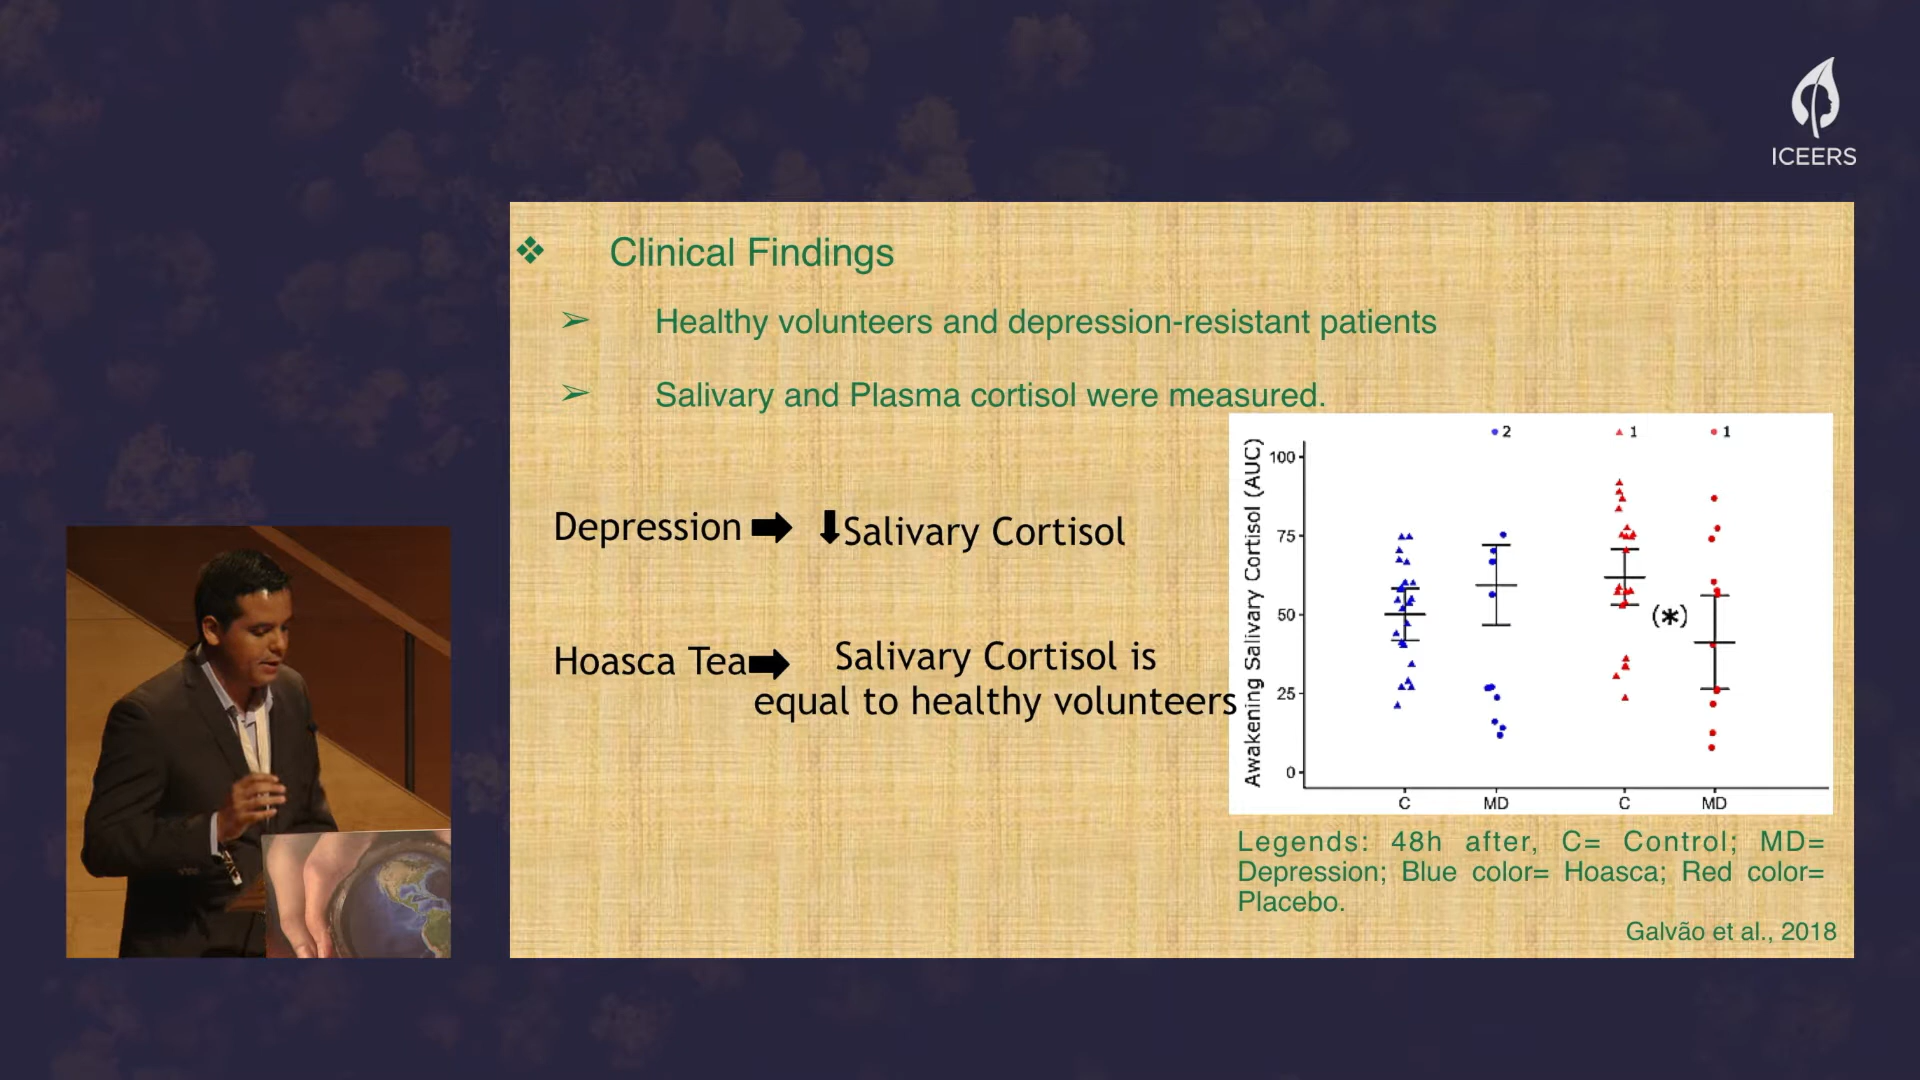 ICEERS
❖ Clinical Findings
➢ Healthy volunteers and depression-resistant patients
➢ Salivary and Plasma cortisol were measured.
Depression ➡ ⬇Salivary Cortisol
Hoasca Tea➡ Salivary Cortisol is
equal to healthy volunteers
Awakening Salivary Cortisol (AUC)
2 1 1
100
75
50
25
0
(*)
C MD C MD
Legends: 48h after, C= Control; MD=
Depression; Blue color= Hoasca; Red color=
Placebo.
Galvão et al., 2018